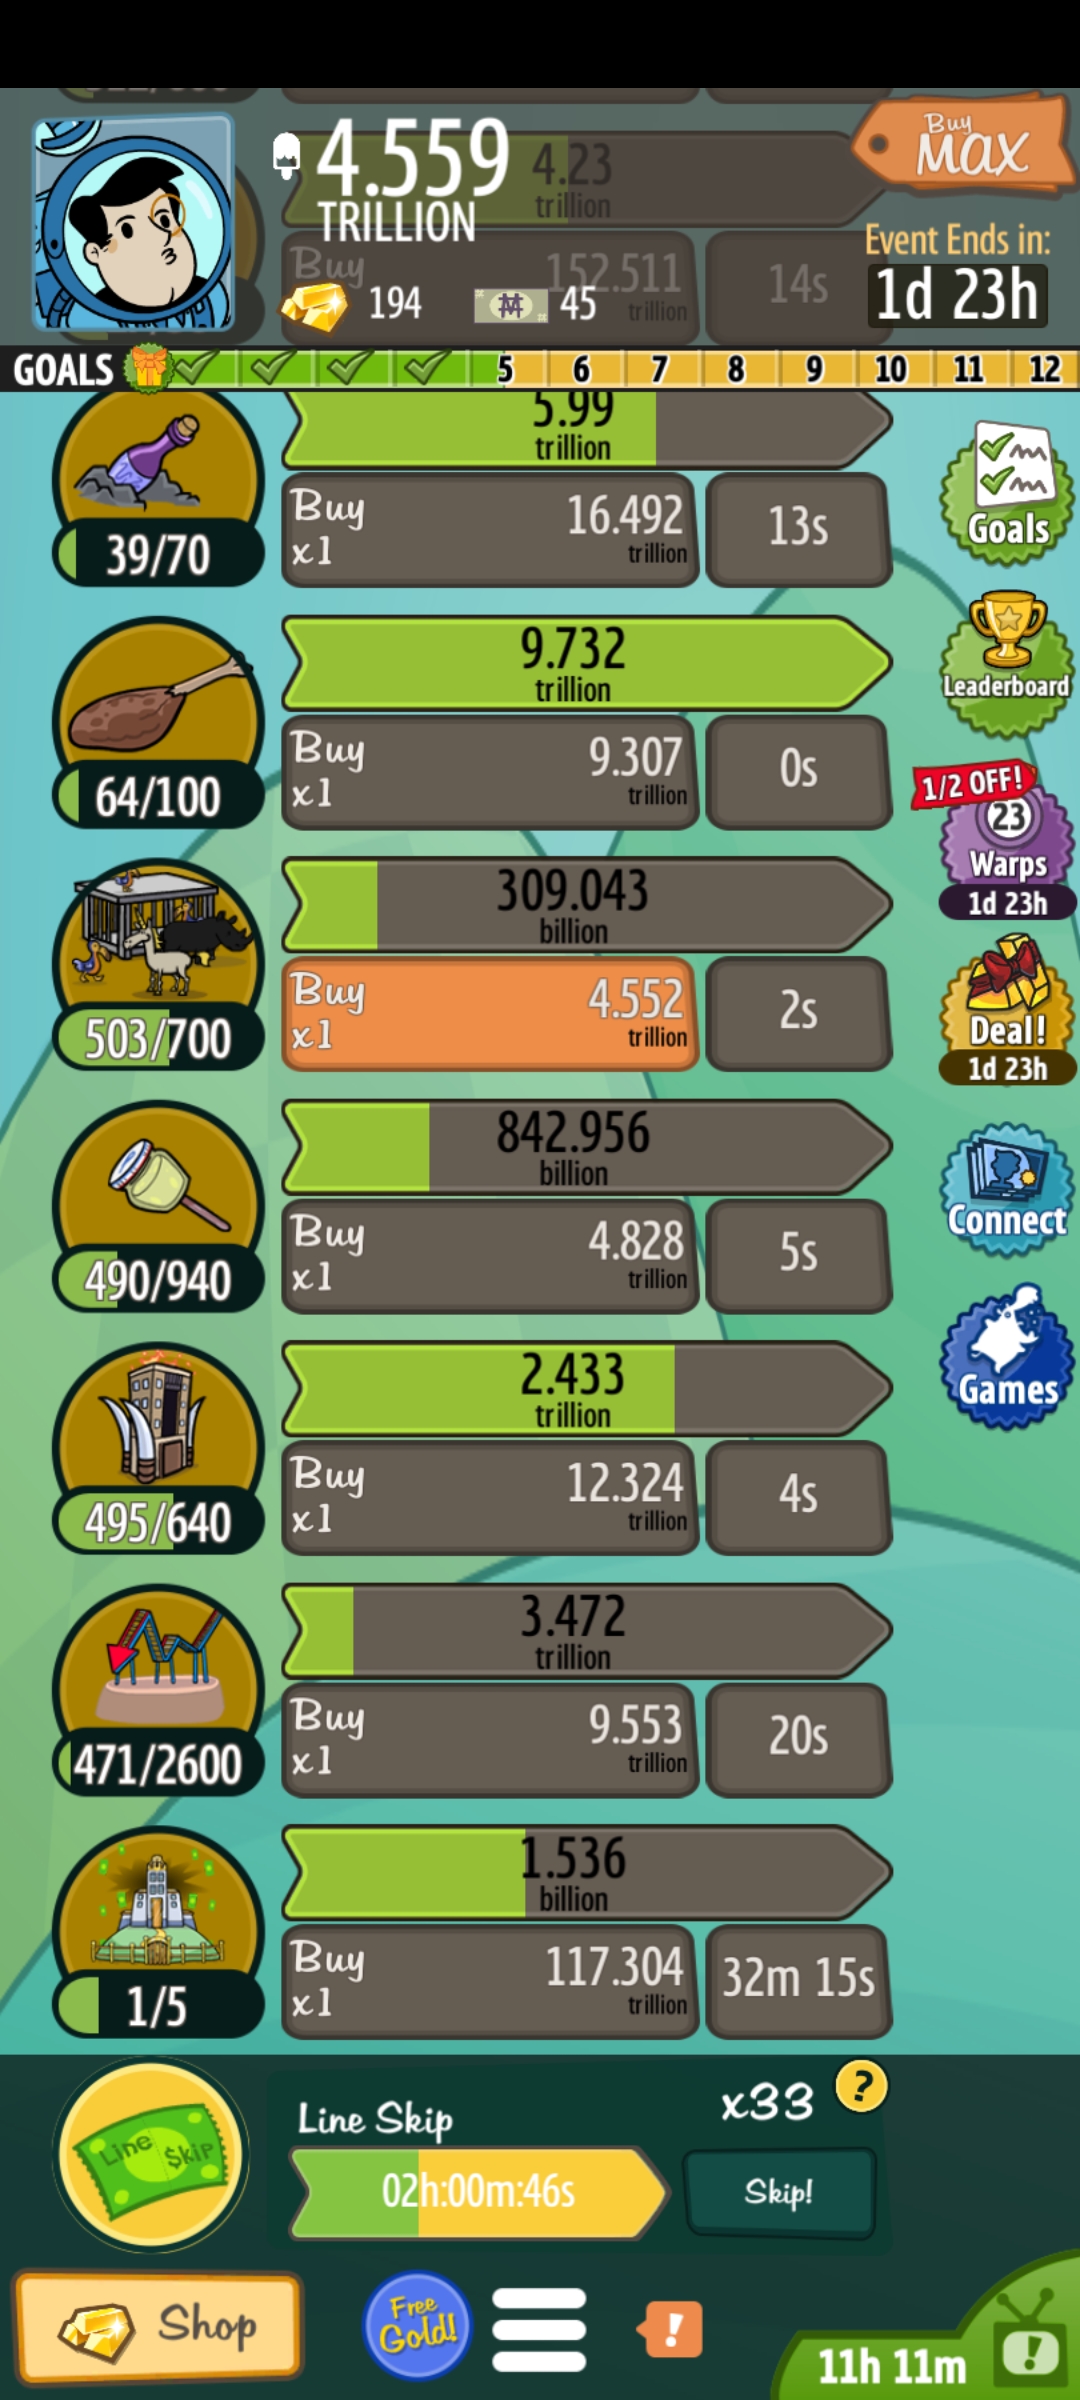 4.559
TRILLION
4.23
trillion
Buy
MAX
Event Ends in:
1d 23h
Buy
152.511
trillion
14s
194
45
GOALS
5
6
7
8
9
10
11
12
5.99
trillion
Buy
x1
16.492
trillion
13s
39/70
Goals
9.732
trillion
Buy
x1
9.307
trillion
0s
64/100
Leaderboard
1/2 OFF!
23
Warps
1d 23h
309.043
billion
Buy
x1
4.552
trillion
2s
503/700
Deal!
1d 23h
842.956
billion
Buy
x1
4.828
trillion
5s
490/940
Connect
2.433
trillion
Buy
x1
12.324
trillion
4s
495/640
Games
3.472
trillion
Buy
x1
9.553
trillion
20s
471/2600
1.536
billion
Buy
x1
117.304
trillion
32m 15s
1/5
Line $kip
Line Skip
x33
?
02h:00m:46s
Skip!
Shop
Free
Gold!
!
11h 11m
!